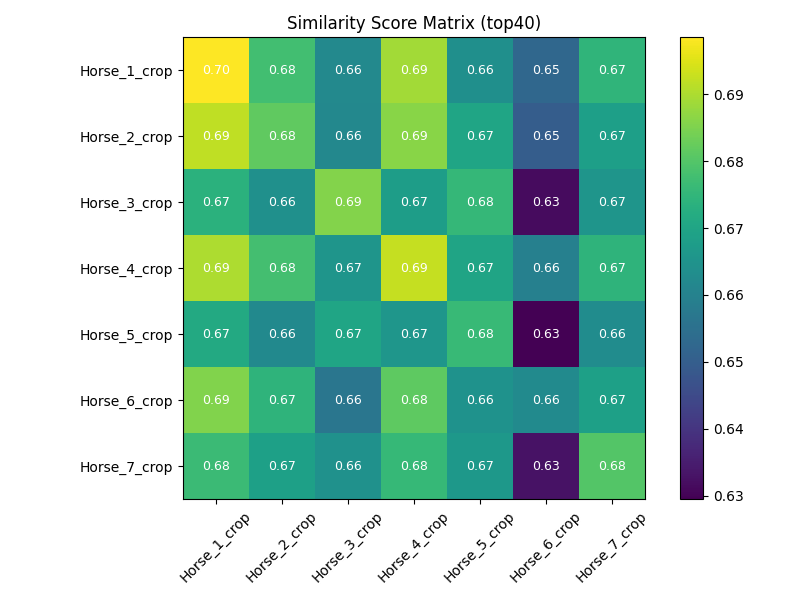 Similarity Score Matrix (top40)
Horse_1_crop 0.70 0.68 0.66 0.69 0.66 0.65 0.67
Horse_2_crop 0.69 0.68 0.66 0.69 0.67 0.65 0.67
Horse_3_crop 0.67 0.66 0.69 0.67 0.68 0.63 0.67
Horse_4_crop 0.69 0.68 0.67 0.69 0.67 0.66 0.67
Horse_5_crop 0.67 0.66 0.67 0.67 0.68 0.63 0.66
Horse_6_crop 0.69 0.67 0.66 0.68 0.66 0.66 0.67
Horse_7_crop 0.68 0.67 0.66 0.68 0.67 0.63 0.68
Horse_1_crop Horse_2_crop Horse_3_crop Horse_4_crop Horse_5_crop Horse_6_crop Horse_7_crop
0.69
0.68
0.67
0.66
0.65
0.64
0.63